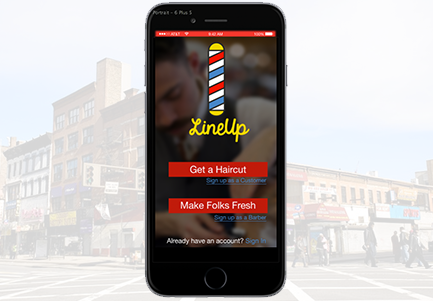 Portrait - 6 Plus S
AT&T 9:41 AM 100%
LineUp
Get a Haircut
Sign up as a Customer
Make Folks Fresh
Sign up as a Barber
Already have an account? Sign in